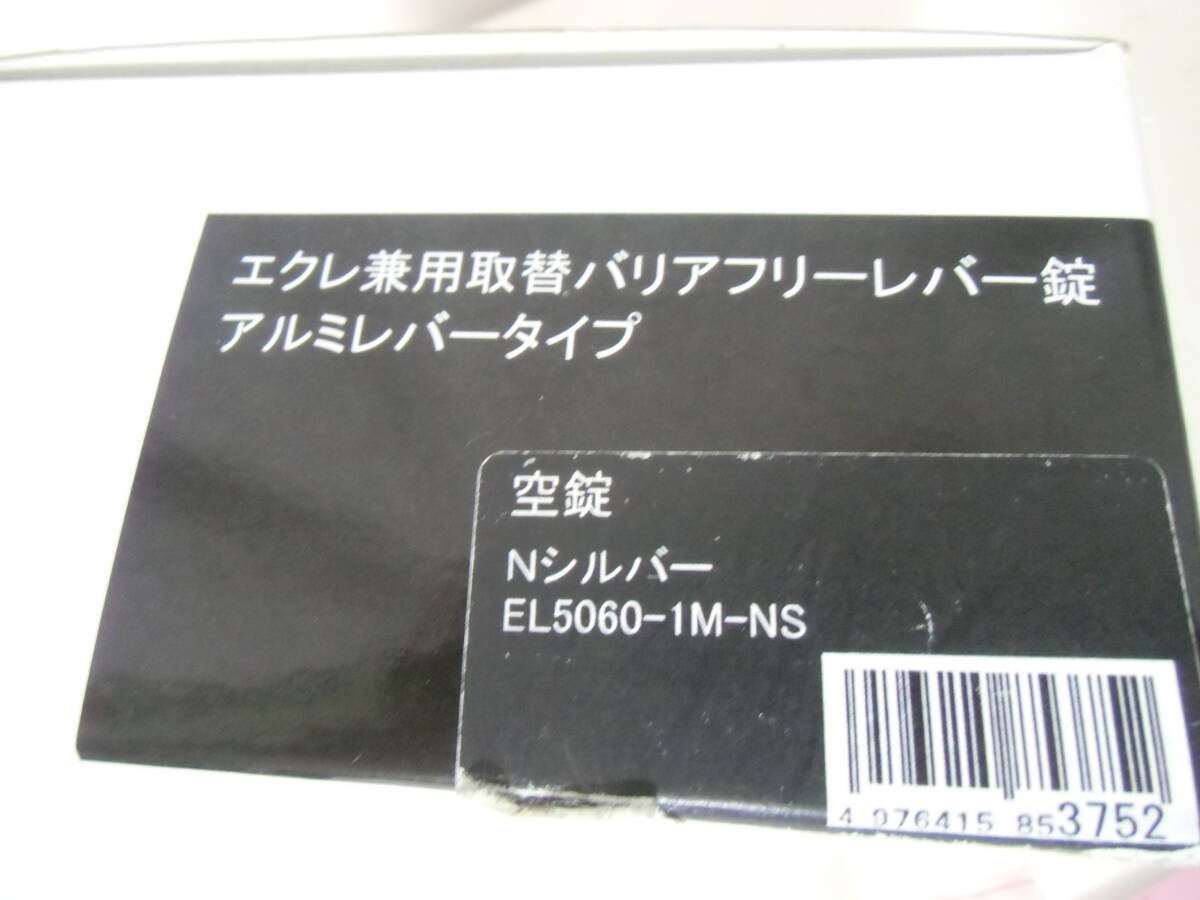 エクレ兼用取替バリアフリーレバー錠
アルミレバータイプ
空錠
Nシルバー
EL5060-1M-NS
4 976415 853752